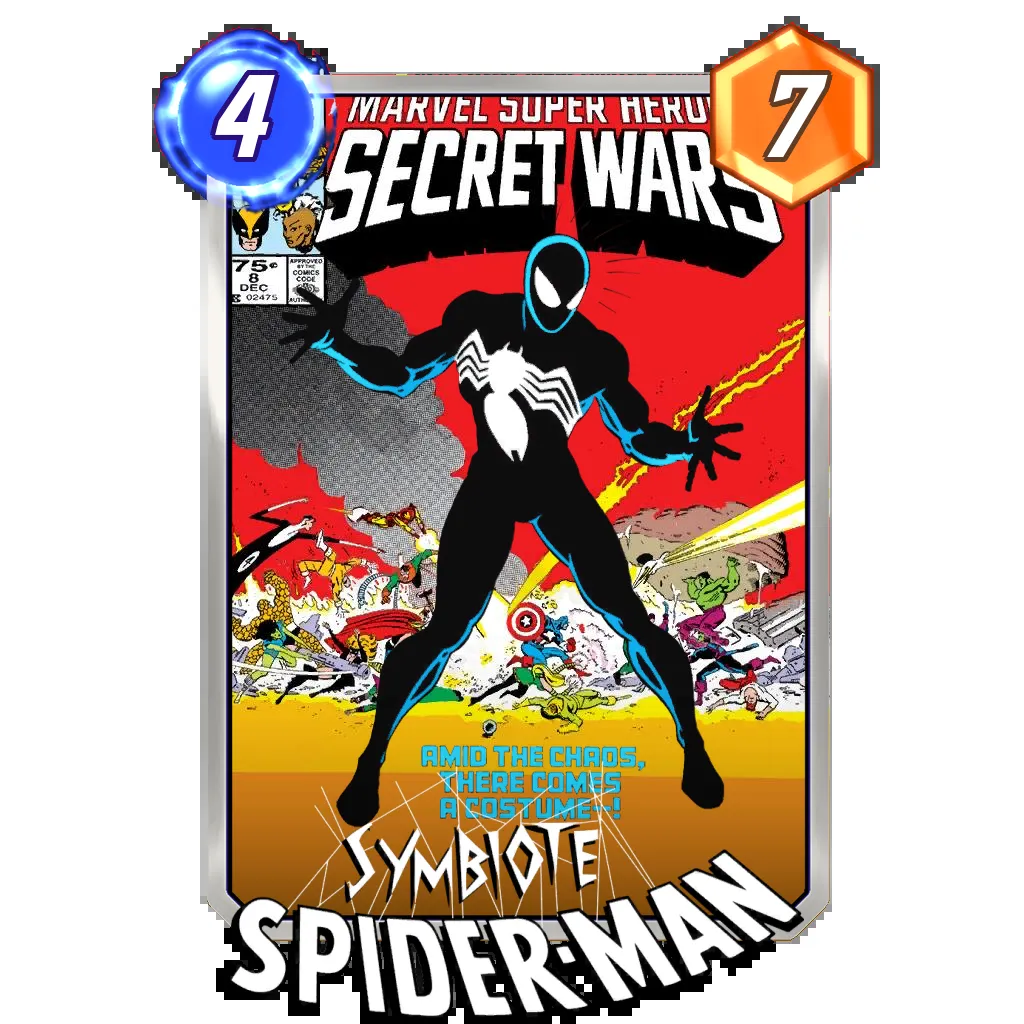 4
7
MARVEL SUPER
SECRET WARS
75¢
8
DEC
02475
APPROVED
BY THE
COMICS
CODE
AMID THE CHAOS,
THERE COMES
A COSTUME--!
SYMBIOTE
SPIDER-MAN